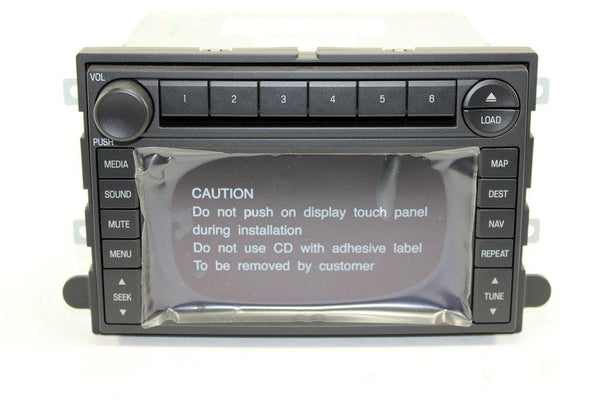 VOL
1 2 3 4 5 6
LOAD
PUSH
MEDIA
SOUND
MUTE
MENU
SEEK
CAUTION
Do not push on display touch panel
during installation
Do not use CD with adhesive label
To be removed by customer
MAP
DEST
NAV
REPEAT
TUNE